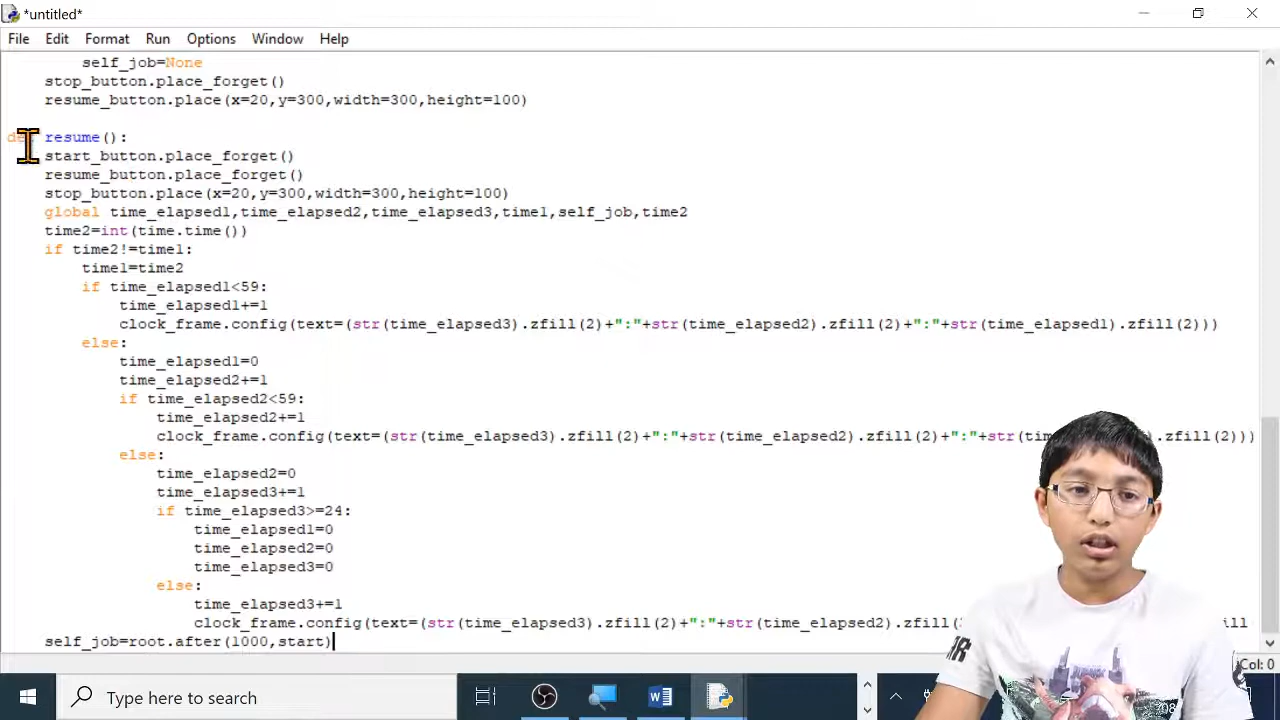 *untitled*
File Edit Format Run Options Window Help
self_job=None
stop_button.place_forget()
resume_button.place(x=20,y=300,width=300,height=100)
resume():
start_button.place_forget()
resume_button.place_forget()
stop_button.place(x=20,y=300,width=300,height=100)
global time_elapsed1,time_elapsed2,time_elapsed3,time1,self_job,time2
time2=int(time.time())
if time2!=time1:
time1=time2
if time_elapsed1<59:
time_elapsed1+=1
clock_frame.config(text=(str(time_elapsed3).zfill(2)+":"+str(time_elapsed2).zfill(2)+":"+str(time_elapsed1).zfill(2)))
else:
time_elapsed1=0
time_elapsed2+=1
if time_elapsed2<59:
time_elapsed2+=1
clock_frame.config(text=(str(time_elapsed3).zfill(2)+":"+str(time_elapsed2).zfill(2)+":"+str( .zfill(2)))
else:
time_elapsed2=0
time_elapsed3+=1
if time_elapsed3>=24:
time_elapsed1=0
time_elapsed2=0
time_elapsed3=0
else:
time_elapsed3+=1
clock_frame.config(text=(str(time_elapsed3).zfill(2)+":"+str(time_elapsed2).zfill(
self_job=root.after(1000,start)
Col: 0
Type here to search